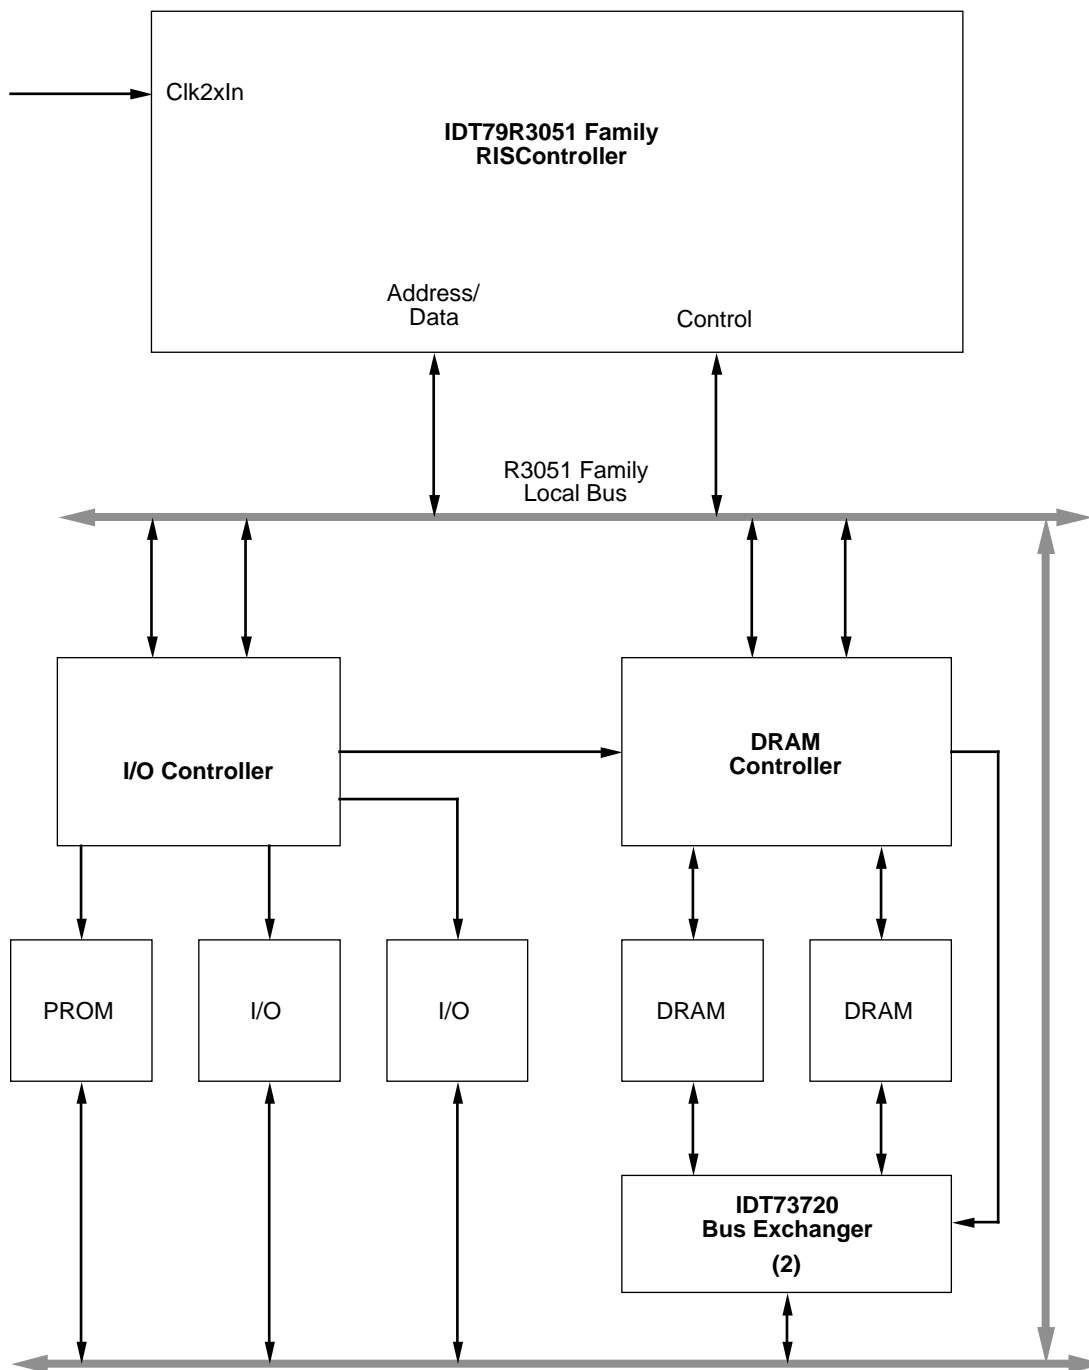 Clk2xIn
IDT79R3051 Family
RISController
Address/
Data
Control
R3051 Family
Local Bus
I/O Controller
DRAM
Controller
PROM
I/O
I/O
DRAM
DRAM
IDT73720
Bus Exchanger
(2)